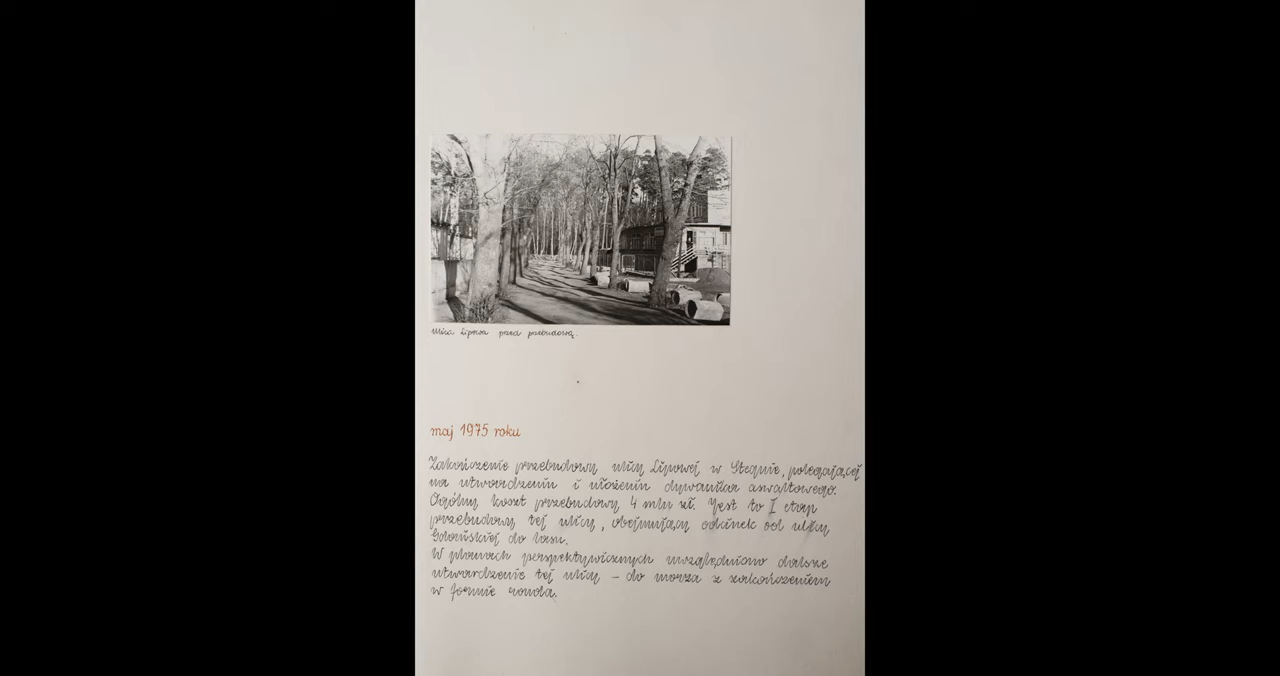 Ulica Lipowa przed przebudową.
maj 1975 roku
Zakończenie przebudowy ulicy Lipowej w Stegnie, polegającej
na utwardzeniu i ułożeniu dywanika aswaltowego.
Ogólny koszt przebudowy 4 mln zł. Jest to I etap
przebudowy tej ulicy, obejmujący odcinek od ulicy
Gdańskiej do lasu.
W planach perspektywicznych uwzględniono dalsze
utwardzenie tej ulicy – do morza z zakończeniem
w formie ronda.